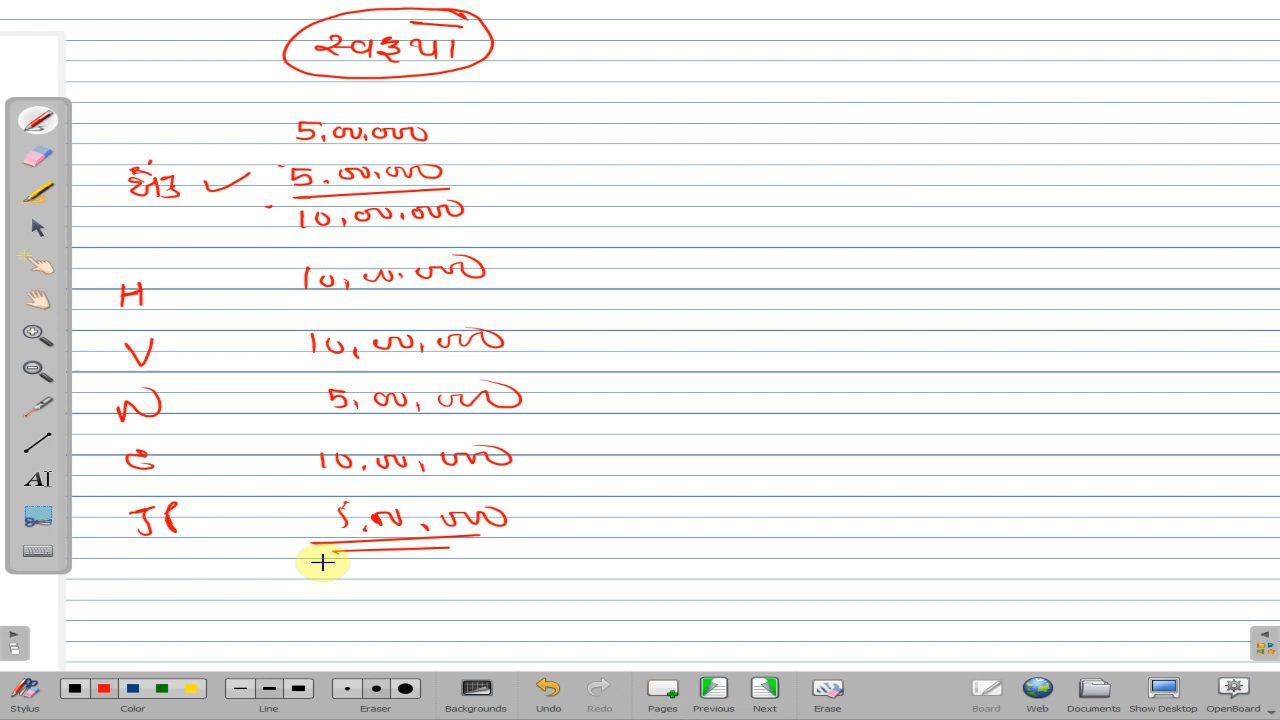 5,00,000
5,00,000
10,00,000
H 10,00,000
V 10,00,000
N 5,00,000
10,00,000
5,00,000
AI
Stylus Color Line Eraser Backgrounds Undo Redo Pages Previous Next Erase Board Web Documents Show Desktop OpenBoard